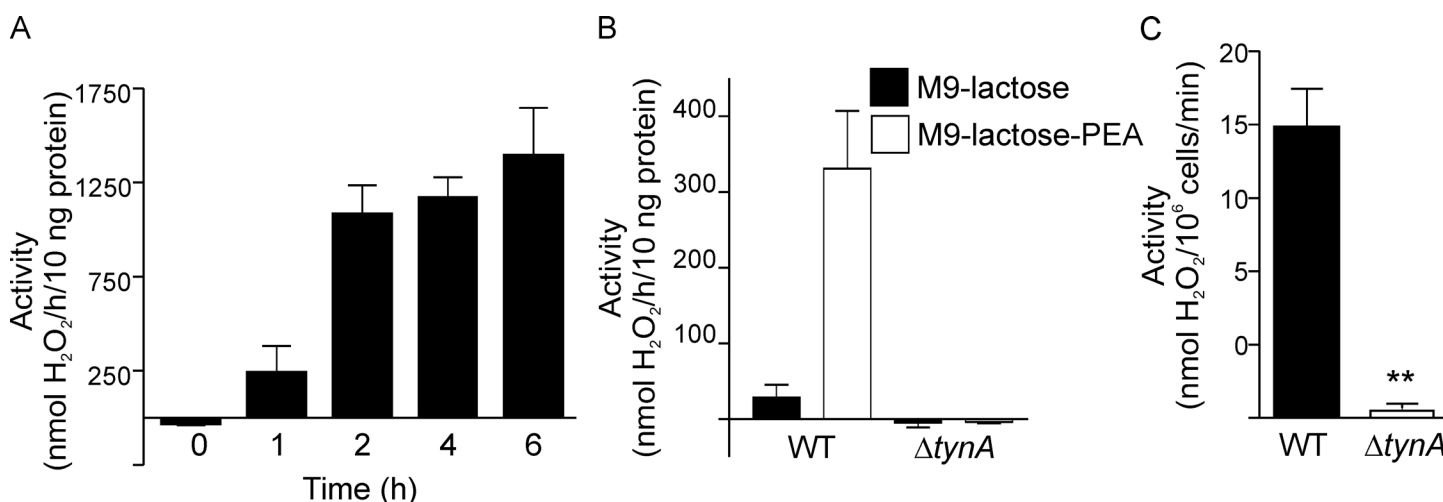 A
Activity
(nmol H₂O₂/h/10 ng protein)
1750
1250
750
250
0 1 2 4 6
Time (h)
B
Activity
(nmol H₂O₂/h/10 ng protein)
400
300
200
100
M9-lactose
M9-lactose-PEA
WT ΔtynA
C
Activity
(nmol H₂O₂/10⁶ cells/min)
20
15
10
5
0
**
WT ΔtynA